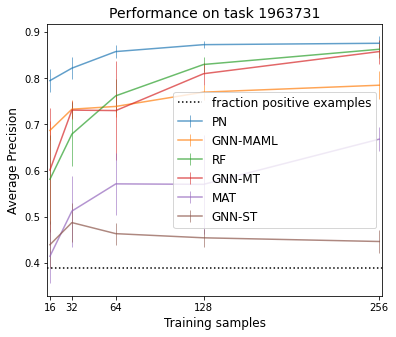 Performance on task 1963731
0.9
0.8
0.7
0.6
0.5
0.4
Average Precision
fraction positive examples
PN
GNN-MAML
RF
GNN-MT
MAT
GNN-ST
16 32 64 128 256
Training samples